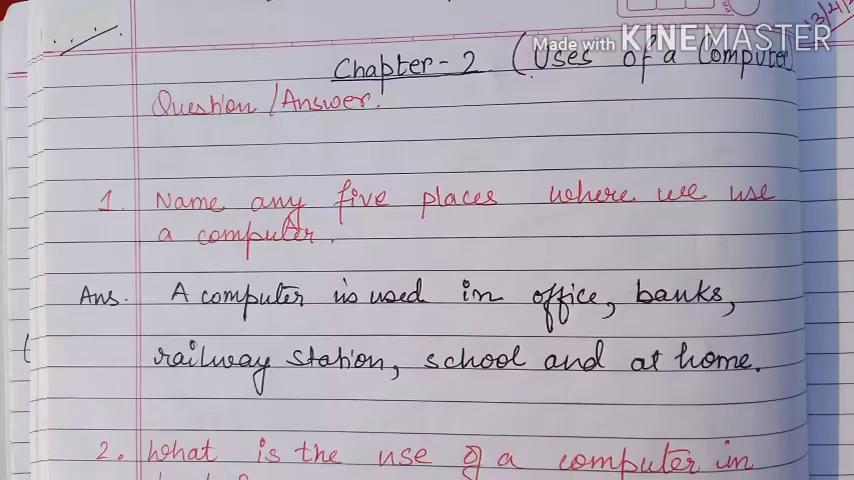 Made with KINEMASTER
Chapter-2 (Uses of a Computer)
Question/Answer.
1. Name any five places where we use
a computer.
Ans. A computer is used in office, banks,
railway station, school and at home.
2. What is the use of a computer in